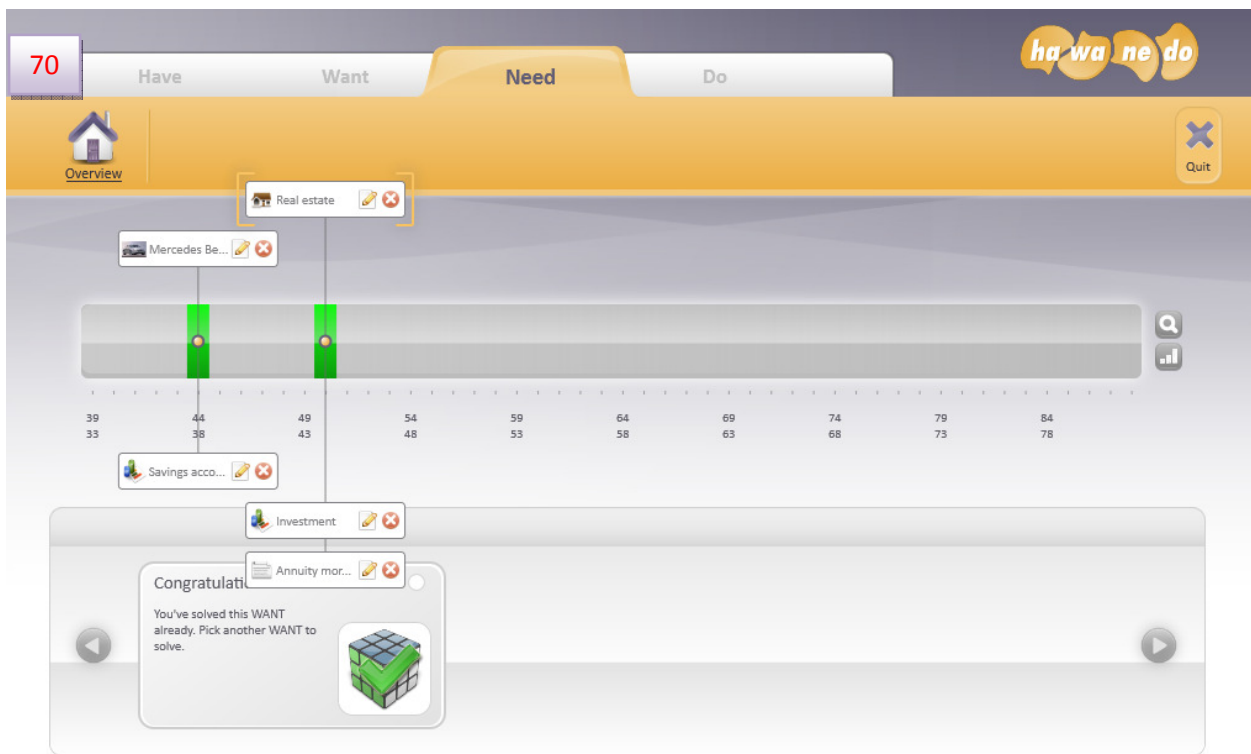 70
Have Want Need Do
ha wa ne do
Overview
Quit
Real estate
Mercedes Be...
39 44 49 54 59 64 69 74 79 84
33 38 43 48 53 58 63 68 73 78
Savings acco...
Investment
Annuity mor...
Congratulati
You've solved this WANT
already. Pick another WANT to
solve.